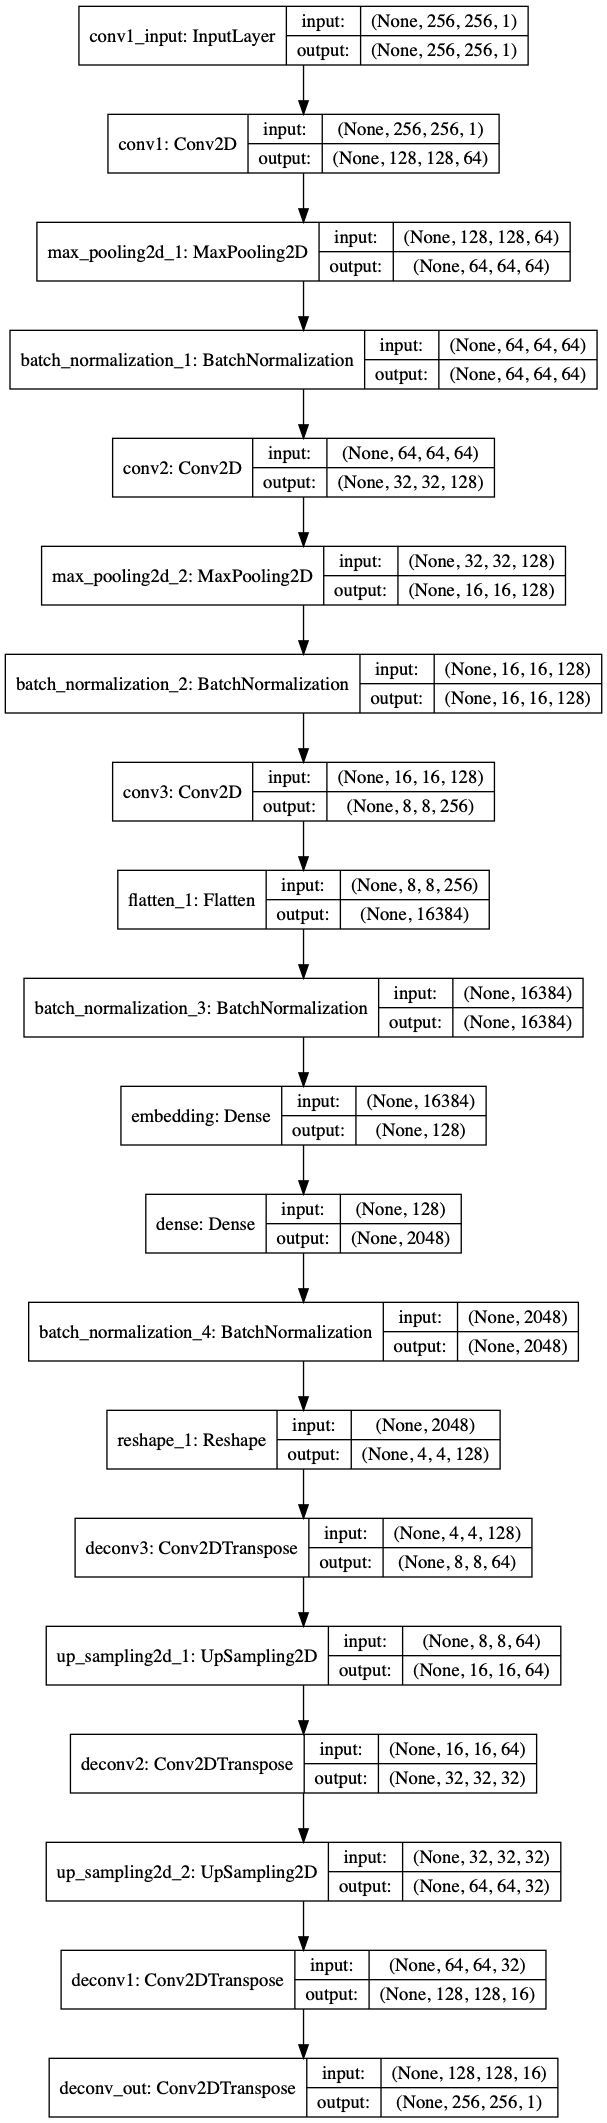 conv1_input: InputLayer
input: (None, 256, 256, 1)
output: (None, 256, 256, 1)
conv1: Conv2D
input: (None, 256, 256, 1)
output: (None, 128, 128, 64)
max_pooling2d_1: MaxPooling2D
input: (None, 128, 128, 64)
output: (None, 64, 64, 64)
batch_normalization_1: BatchNormalization
input: (None, 64, 64, 64)
output: (None, 64, 64, 64)
conv2: Conv2D
input: (None, 64, 64, 64)
output: (None, 32, 32, 128)
max_pooling2d_2: MaxPooling2D
input: (None, 32, 32, 128)
output: (None, 16, 16, 128)
batch_normalization_2: BatchNormalization
input: (None, 16, 16, 128)
output: (None, 16, 16, 128)
conv3: Conv2D
input: (None, 16, 16, 128)
output: (None, 8, 8, 256)
flatten_1: Flatten
input: (None, 8, 8, 256)
output: (None, 16384)
batch_normalization_3: BatchNormalization
input: (None, 16384)
output: (None, 16384)
embedding: Dense
input: (None, 16384)
output: (None, 128)
dense: Dense
input: (None, 128)
output: (None, 2048)
batch_normalization_4: BatchNormalization
input: (None, 2048)
output: (None, 2048)
reshape_1: Reshape
input: (None, 2048)
output: (None, 4, 4, 128)
deconv3: Conv2DTranspose
input: (None, 4, 4, 128)
output: (None, 8, 8, 64)
up_sampling2d_1: UpSampling2D
input: (None, 8, 8, 64)
output: (None, 16, 16, 64)
deconv2: Conv2DTranspose
input: (None, 16, 16, 64)
output: (None, 32, 32, 32)
up_sampling2d_2: UpSampling2D
input: (None, 32, 32, 32)
output: (None, 64, 64, 32)
deconv1: Conv2DTranspose
input: (None, 64, 64, 32)
output: (None, 128, 128, 16)
deconv_out: Conv2DTranspose
input: (None, 128, 128, 16)
output: (None, 256, 256, 1)